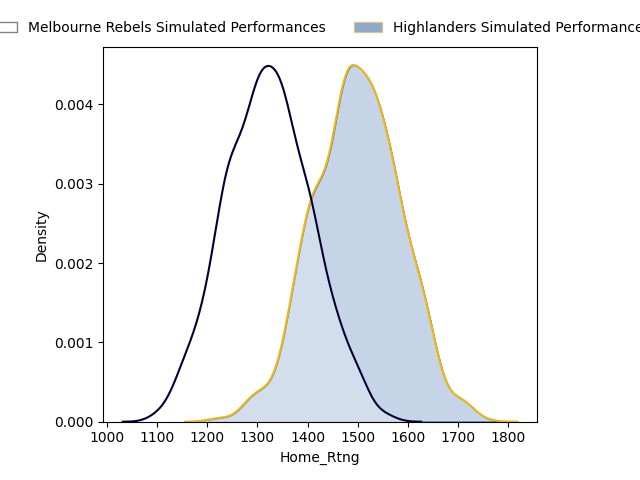 Melbourne Rebels Simulated Performances Highlanders Simulated Performance
0.004
0.003
0.002
0.001
0.000
Density
1000 1100 1200 1300 1400 1500 1600 1700 1800
Home_Rtng